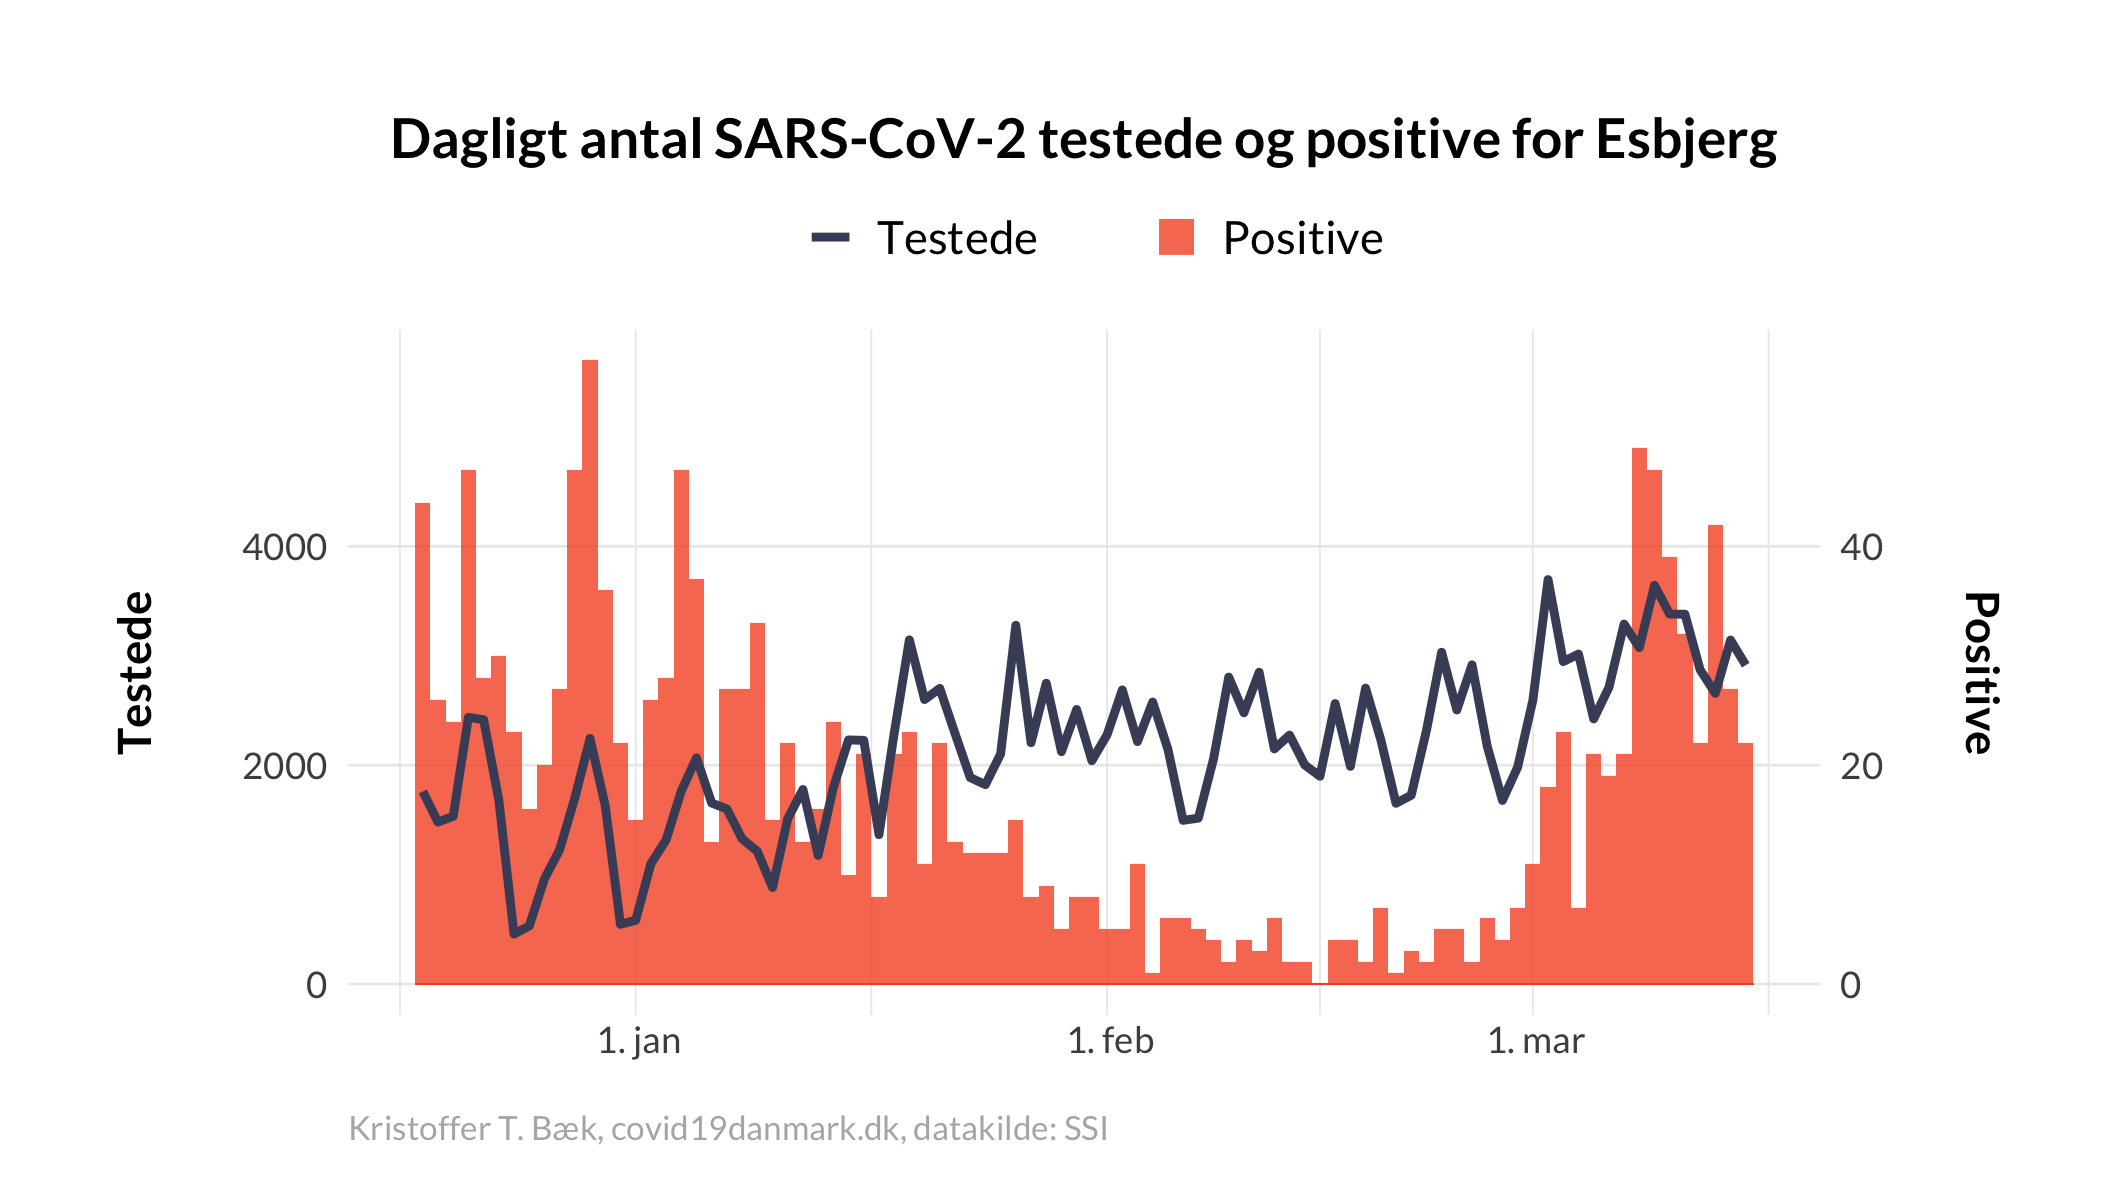 Dagligt antal SARS-CoV-2 testede og positive for Esbjerg
Testede
Positive
Testede
4000
2000
0
40
20
0
Positive
1. jan
1. feb
1. mar
Kristoffer T. Bæk, covid19danmark.dk, datakilde: SSI